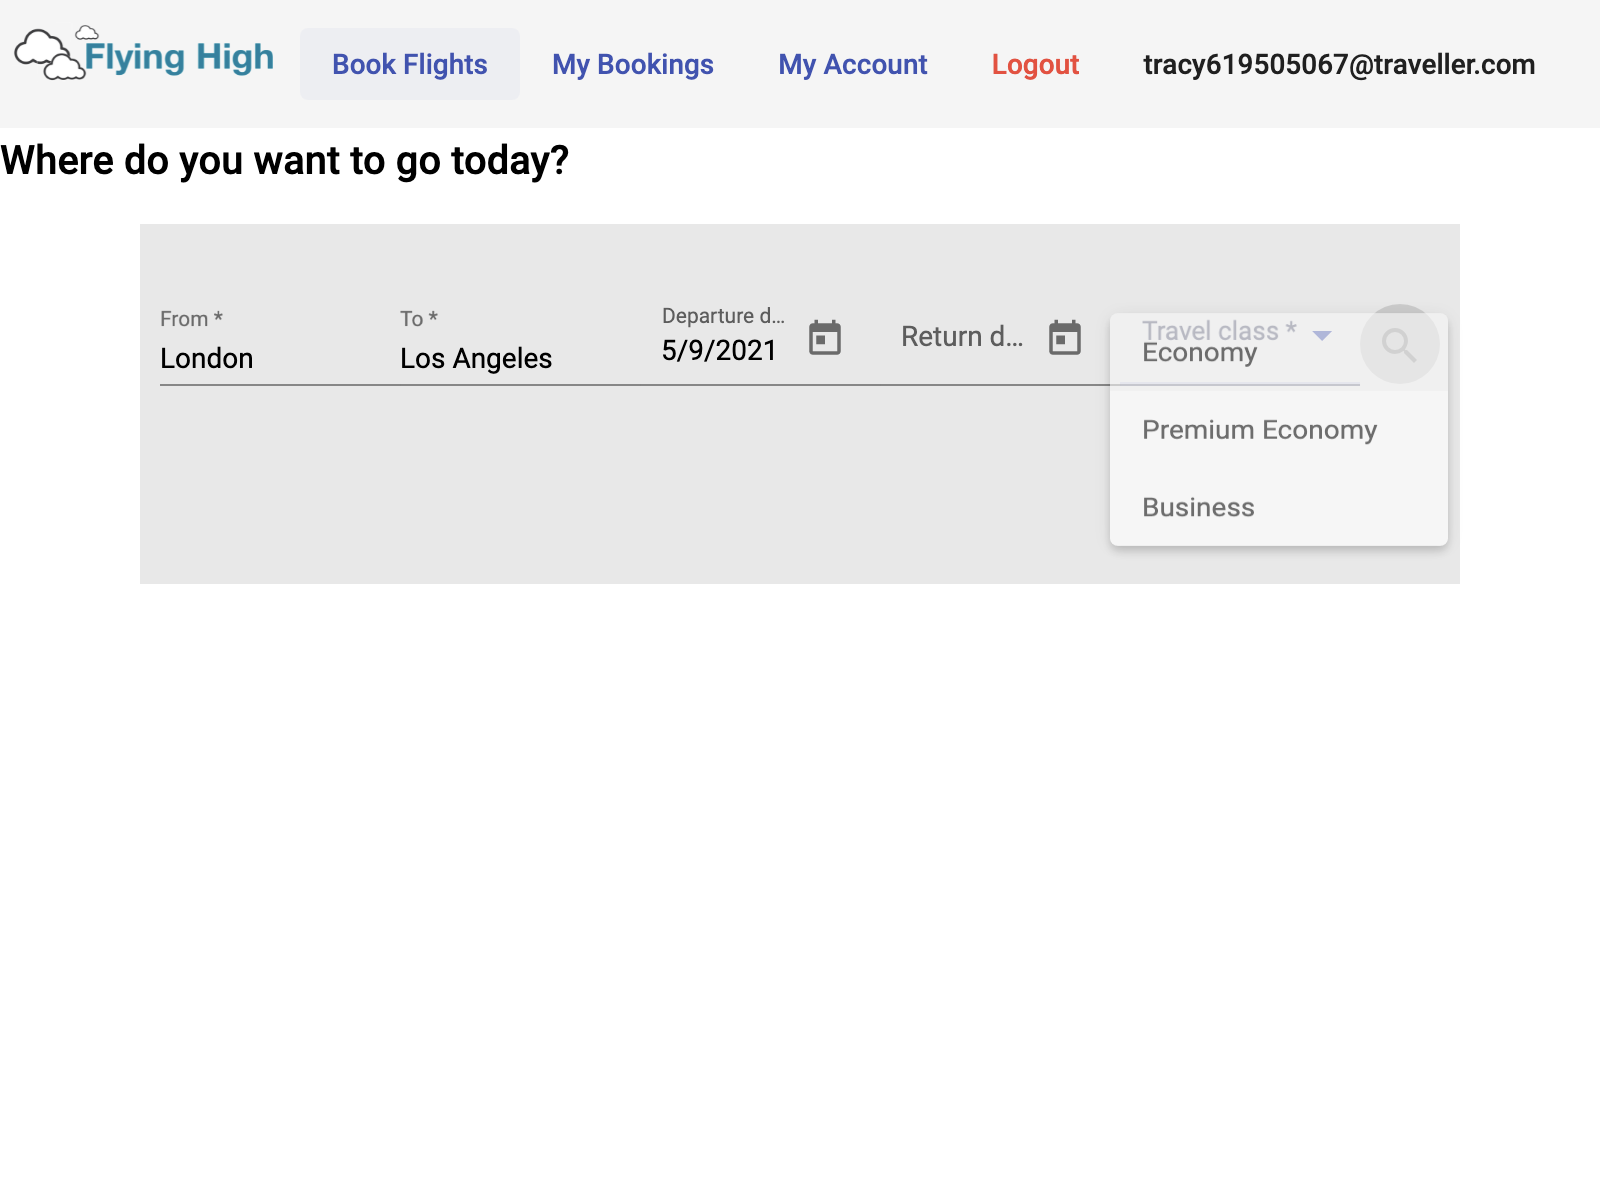 Flying High
Book Flights
My Bookings
My Account
Logout
tracy619505067@traveller.com
Where do you want to go today?
From *
London
To *
Los Angeles
Departure d...
5/9/2021
Return d...
Travel class *
Economy
Premium Economy
Business